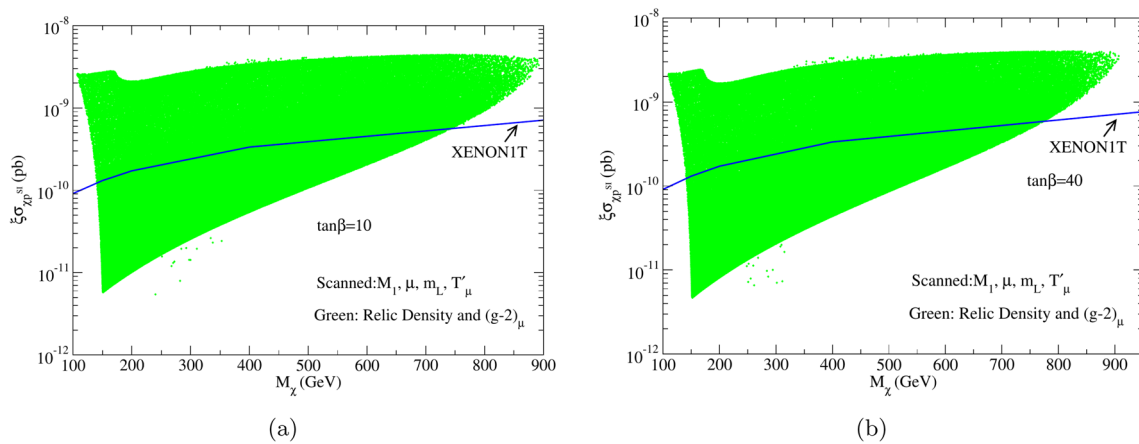 10⁻⁸
10⁻⁹
10⁻¹⁰
10⁻¹¹
10⁻¹²
ξσ_χp^SI (pb)
XENON1T
tanβ=10
Scanned:M₁, μ, m_L, T′_μ
Green: Relic Density and (g-2)_μ
100 200 300 400 500 600 700 800 900
M_χ (GeV)
(a)
10⁻⁸
10⁻⁹
10⁻¹⁰
10⁻¹¹
10⁻¹²
ξσ_χp^SI (pb)
XENON1T
tanβ=40
Scanned:M₁, μ, m_L, T′_μ
Green: Relic Density and (g-2)_μ
100 200 300 400 500 600 700 800 900
M_χ (GeV)
(b)